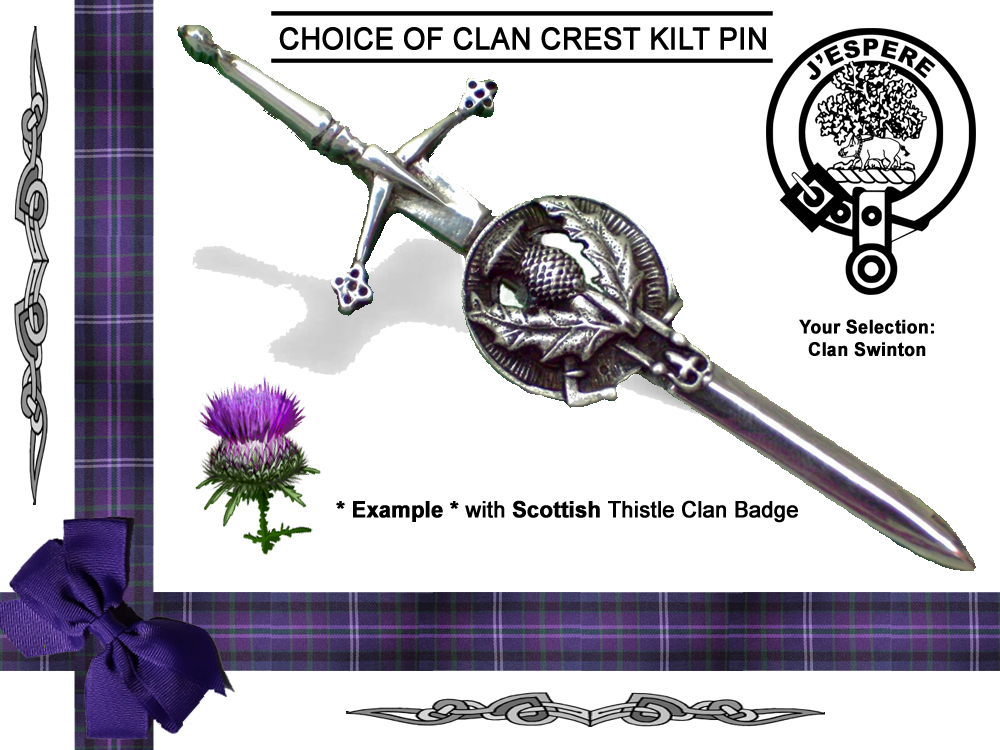 CHOICE OF CLAN CREST KILT PIN
J'ESPERE
Your Selection:
Clan Swinton
* Example * with Scottish Thistle Clan Badge